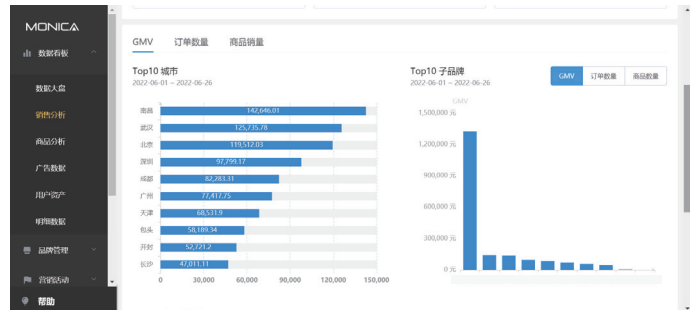 MONICA
数据看板
数据大盘
销售分析
商品分析
广告数据
用户资产
明细数据
品牌管理
营销活动
帮助
GMV 订单数量 商品销量
Top10 城市
2022-06-01 ~ 2022-06-26
南昌 142,646.01
武汉 125,735.78
北京 119,512.03
深圳 97,799.17
成都 82,283.31
广州 77,417.75
天津 68,531.9
包头 58,189.34
开封 52,721.2
长沙 47,011.11
0 30,000 60,000 90,000 120,000 150,000
Top10 子品牌
2022-06-01 ~ 2022-06-26
GMV 订单数量 商品数量
GMV
1,500,000 元
1,200,000 元
900,000 元
600,000 元
300,000 元
0 元